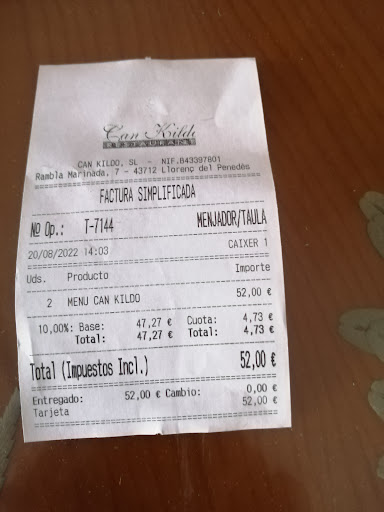 Can Kildo
RESTAURANT
CAN KILDO, SL - NIF.B43397801
Rambla Marinada, 7 - 43712 Llorenç del Penedès
FACTURA SIMPLIFICADA
Nº Op.: T-7144 MENJADOR/TAULA
20/08/2022 14:03 CAIXER 1
Uds. Producto Importe
2 MENU CAN KILDO 52,00 €
10,00%: Base: 47,27 € Cuota: 4,73 €
Total: 47,27 € Total: 4,73 €
Total (Impuestos Incl.) 52,00 €
Entregado: 52,00 € Cambio: 0,00 €
Tarjeta 52,00 €